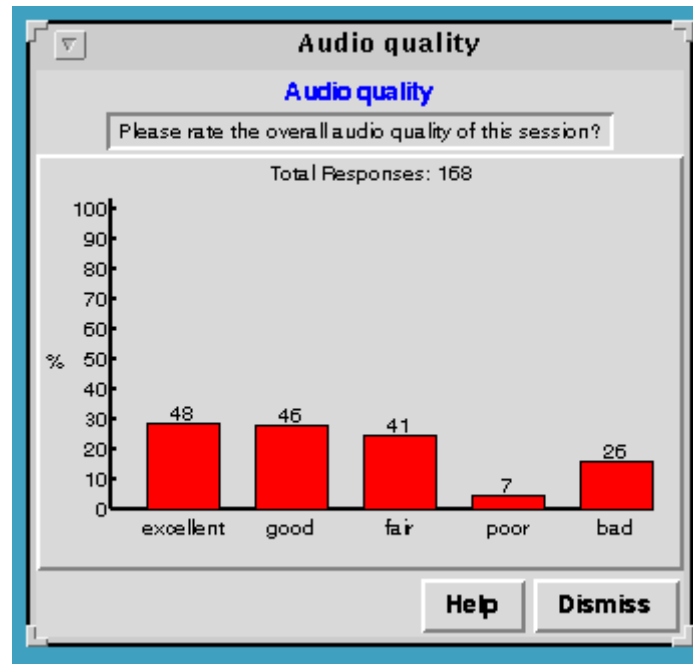 Audio quality
Audio quality
Please rate the overall audio quality of this session?
Total Responses: 168
100
90
80
70
60
% 50
40
30
20
10
0
48 46 41 7 26
excellent good fair poor bad
Help Dismiss